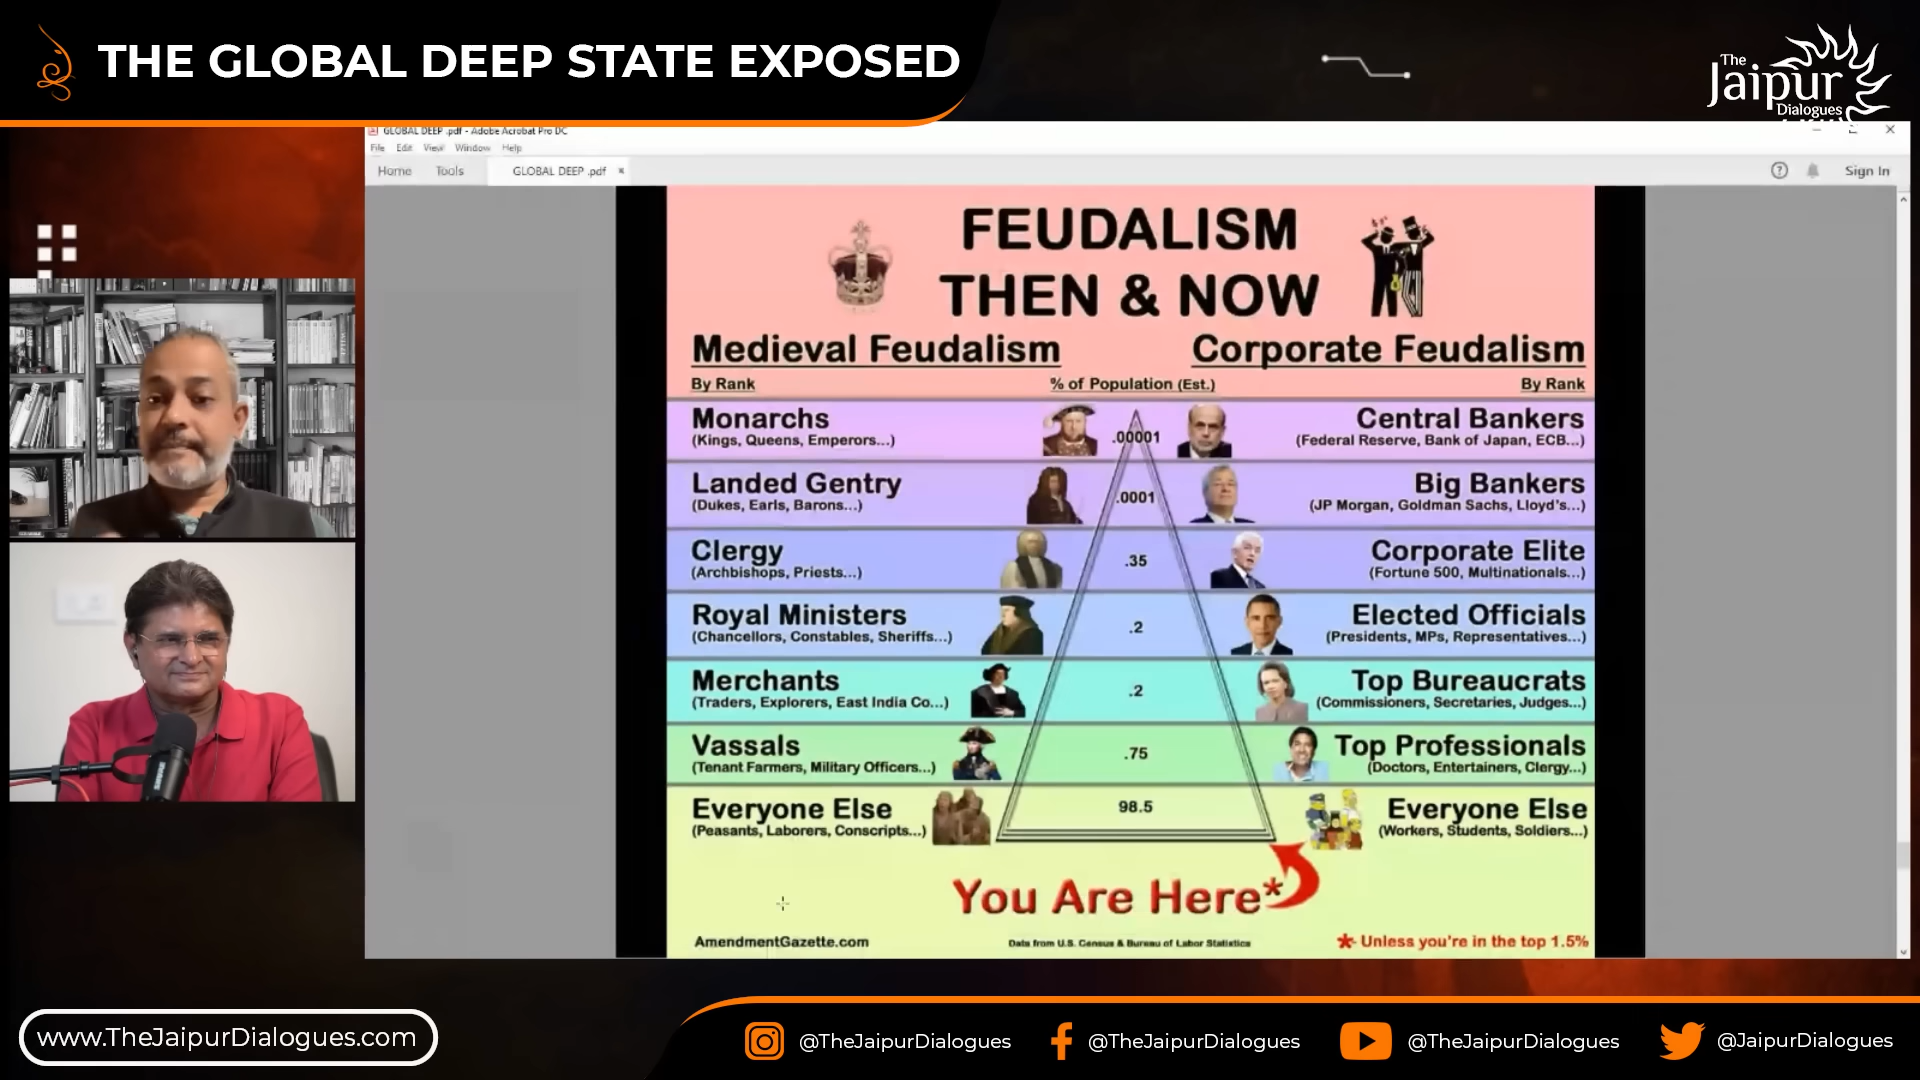 THE GLOBAL DEEP STATE EXPOSED
The
Jaipur
Dialogues
GLOBAL DEEP .pdf - Adobe Acrobat Pro DC
File Edit View Window Help
Home Tools GLOBAL DEEP .pdf × Sign In
FEUDALISM
THEN & NOW
Medieval Feudalism Corporate Feudalism
By Rank % of Population (Est.) By Rank
Monarchs .00001 Central Bankers
(Kings, Queens, Emperors...) (Federal Reserve, Bank of Japan, ECB...)
Landed Gentry .0001 Big Bankers
(Dukes, Earls, Barons...) (JP Morgan, Goldman Sachs, Lloyd's...)
Clergy .35 Corporate Elite
(Archbishops, Priests...) (Fortune 500, Multinationals...)
Royal Ministers .2 Elected Officials
(Chancellors, Constables, Sheriffs...) (Presidents, MPs, Representatives...)
Merchants .2 Top Bureaucrats
(Traders, Explorers, East India Co...) (Commissioners, Secretaries, Judges...)
Vassals .75 Top Professionals
(Tenant Farmers, Military Officers...) (Doctors, Entertainers, Clergy...)
Everyone Else 98.5 Everyone Else
(Peasants, Laborers, Conscripts...) (Workers, Students, Soldiers...)
You Are Here*
AmendmentGazette.com Data from U.S. Census & Bureau of Labor Statistics *- Unless you're in the top 1.5%
www.TheJaipurDialogues.com @TheJaipurDialogues @TheJaipurDialogues @TheJaipurDialogues @JaipurDialogues